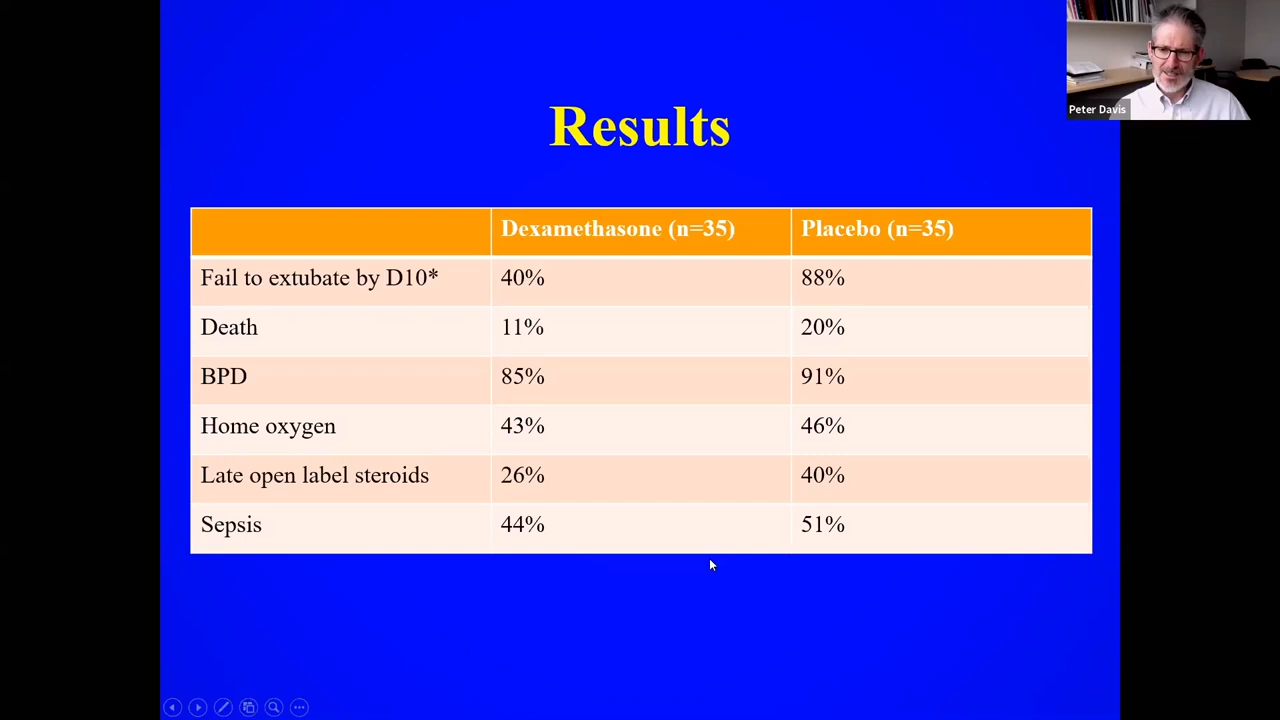 Peter Davis
Results
Dexamethasone (n=35) Placebo (n=35)
Fail to extubate by D10* 40% 88%
Death 11% 20%
BPD 85% 91%
Home oxygen 43% 46%
Late open label steroids 26% 40%
Sepsis 44% 51%